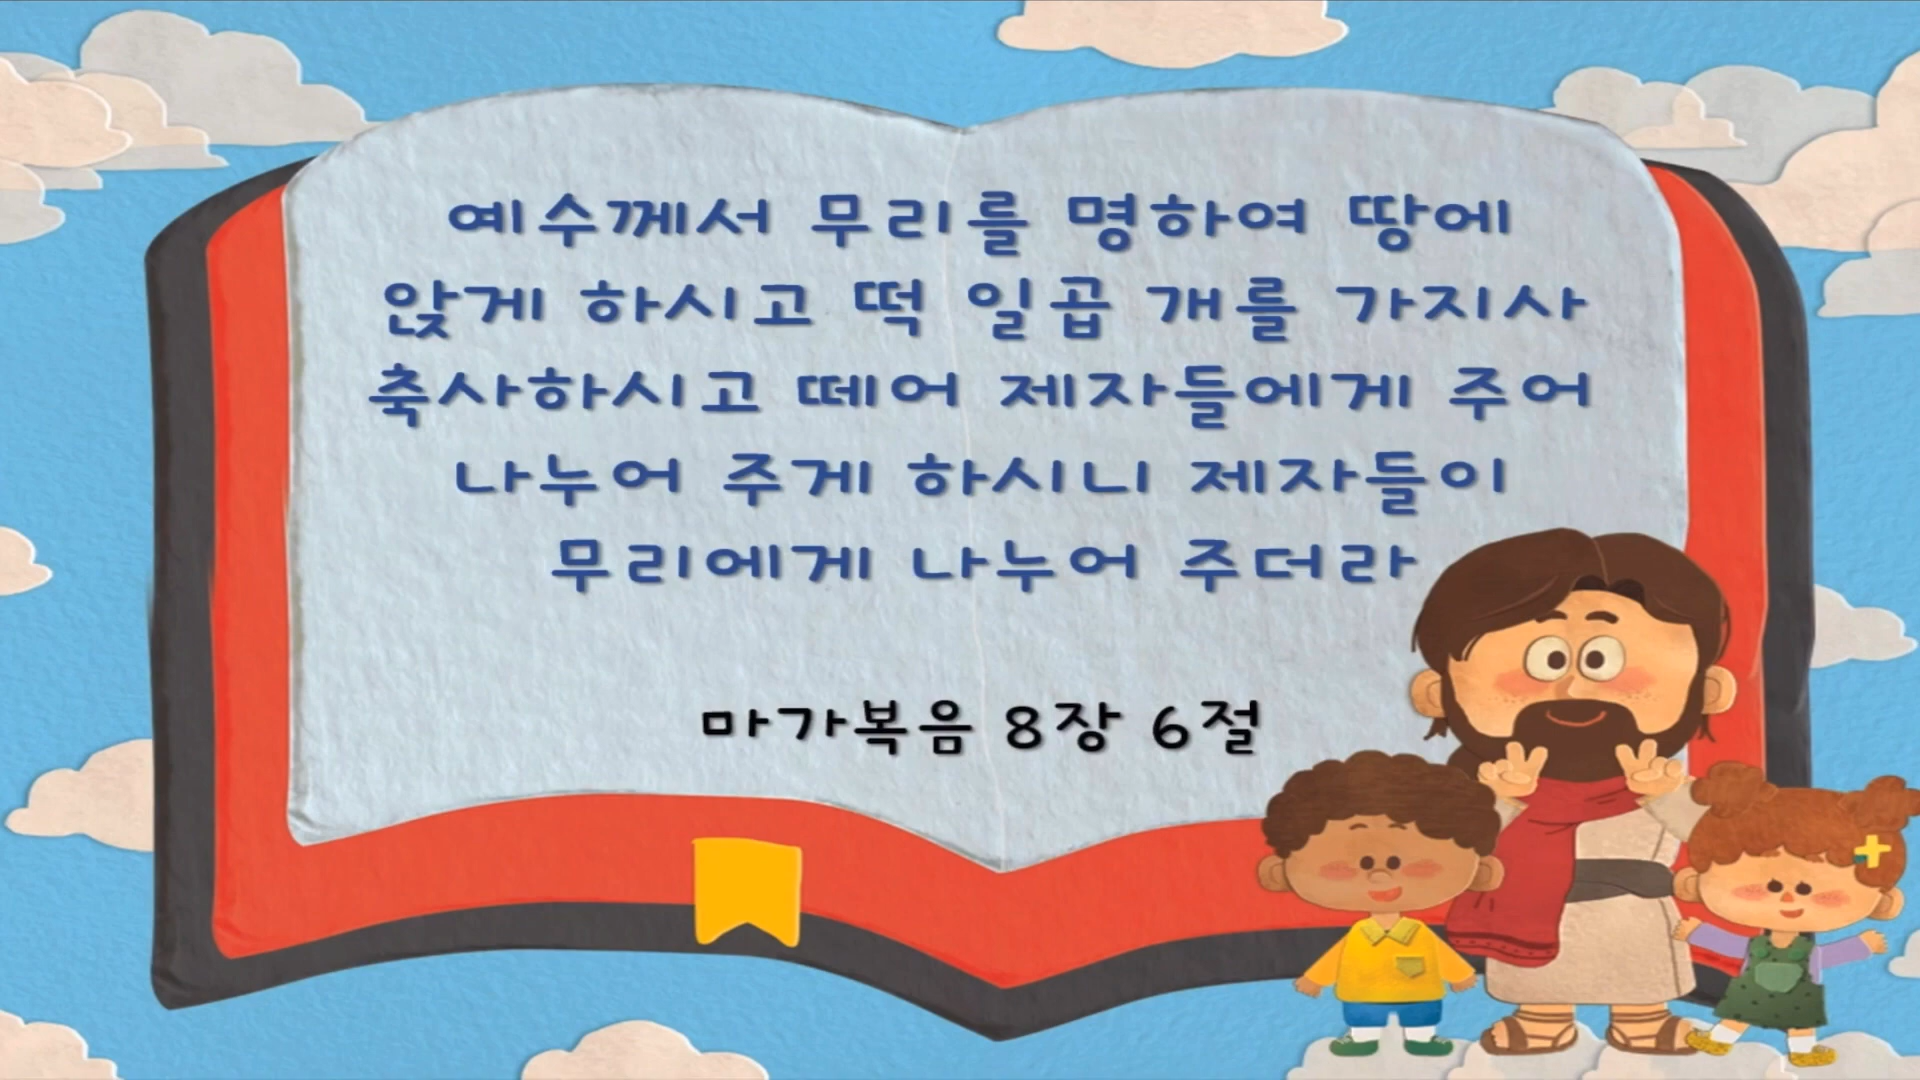 예수께서 무리를 명하여 땅에
앉게 하시고 떡 일곱 개를 가지사
축사하시고 떼어 제자들에게 주어
나누어 주게 하시니 제자들이
무리에게 나누어 주더라
마가복음 8장 6절